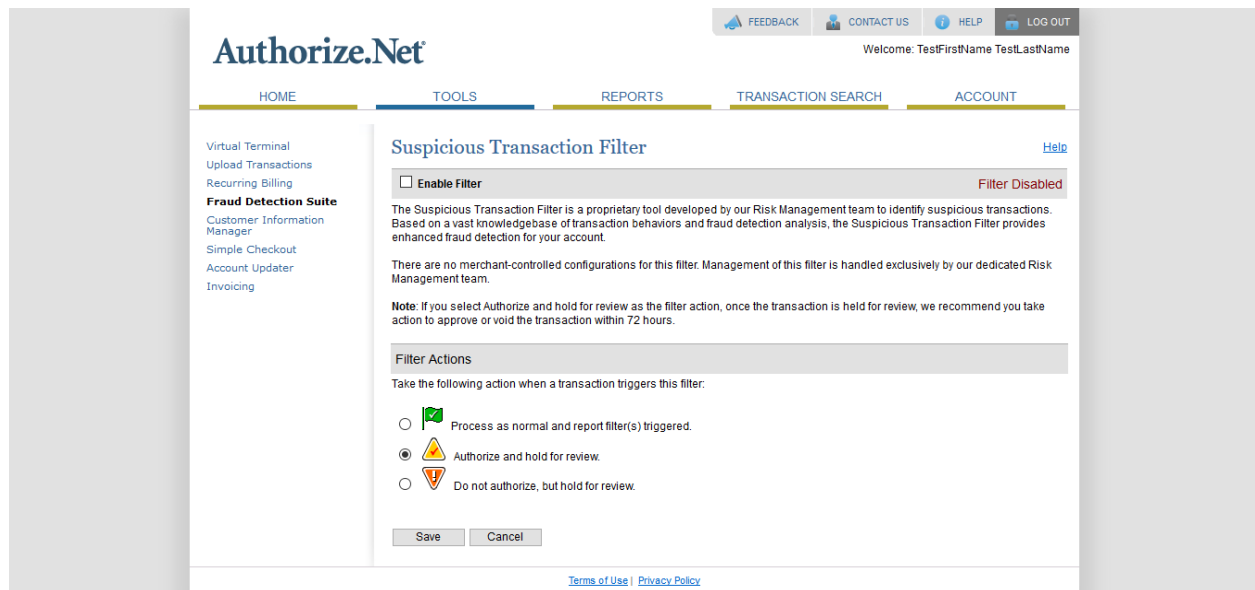 FEEDBACK CONTACT US HELP LOG OUT
Authorize.Net
Welcome: TestFirstName TestLastName
HOME TOOLS REPORTS TRANSACTION SEARCH ACCOUNT
Virtual Terminal
Upload Transactions
Recurring Billing
Fraud Detection Suite
Customer Information
Manager
Simple Checkout
Account Updater
Invoicing
Suspicious Transaction Filter
Help
Enable Filter
Filter Disabled
The Suspicious Transaction Filter is a proprietary tool developed by our Risk Management team to identify suspicious transactions.
Based on a vast knowledgebase of transaction behaviors and fraud detection analysis, the Suspicious Transaction Filter provides
enhanced fraud detection for your account.
There are no merchant-controlled configurations for this filter. Management of this filter is handled exclusively by our dedicated Risk
Management team.
Note: If you select Authorize and hold for review as the filter action, once the transaction is held for review, we recommend you take
action to approve or void the transaction within 72 hours.
Filter Actions
Take the following action when a transaction triggers this filter:
Process as normal and report filter(s) triggered.
Authorize and hold for review.
Do not authorize, but hold for review.
Save Cancel
Terms of Use | Privacy Policy